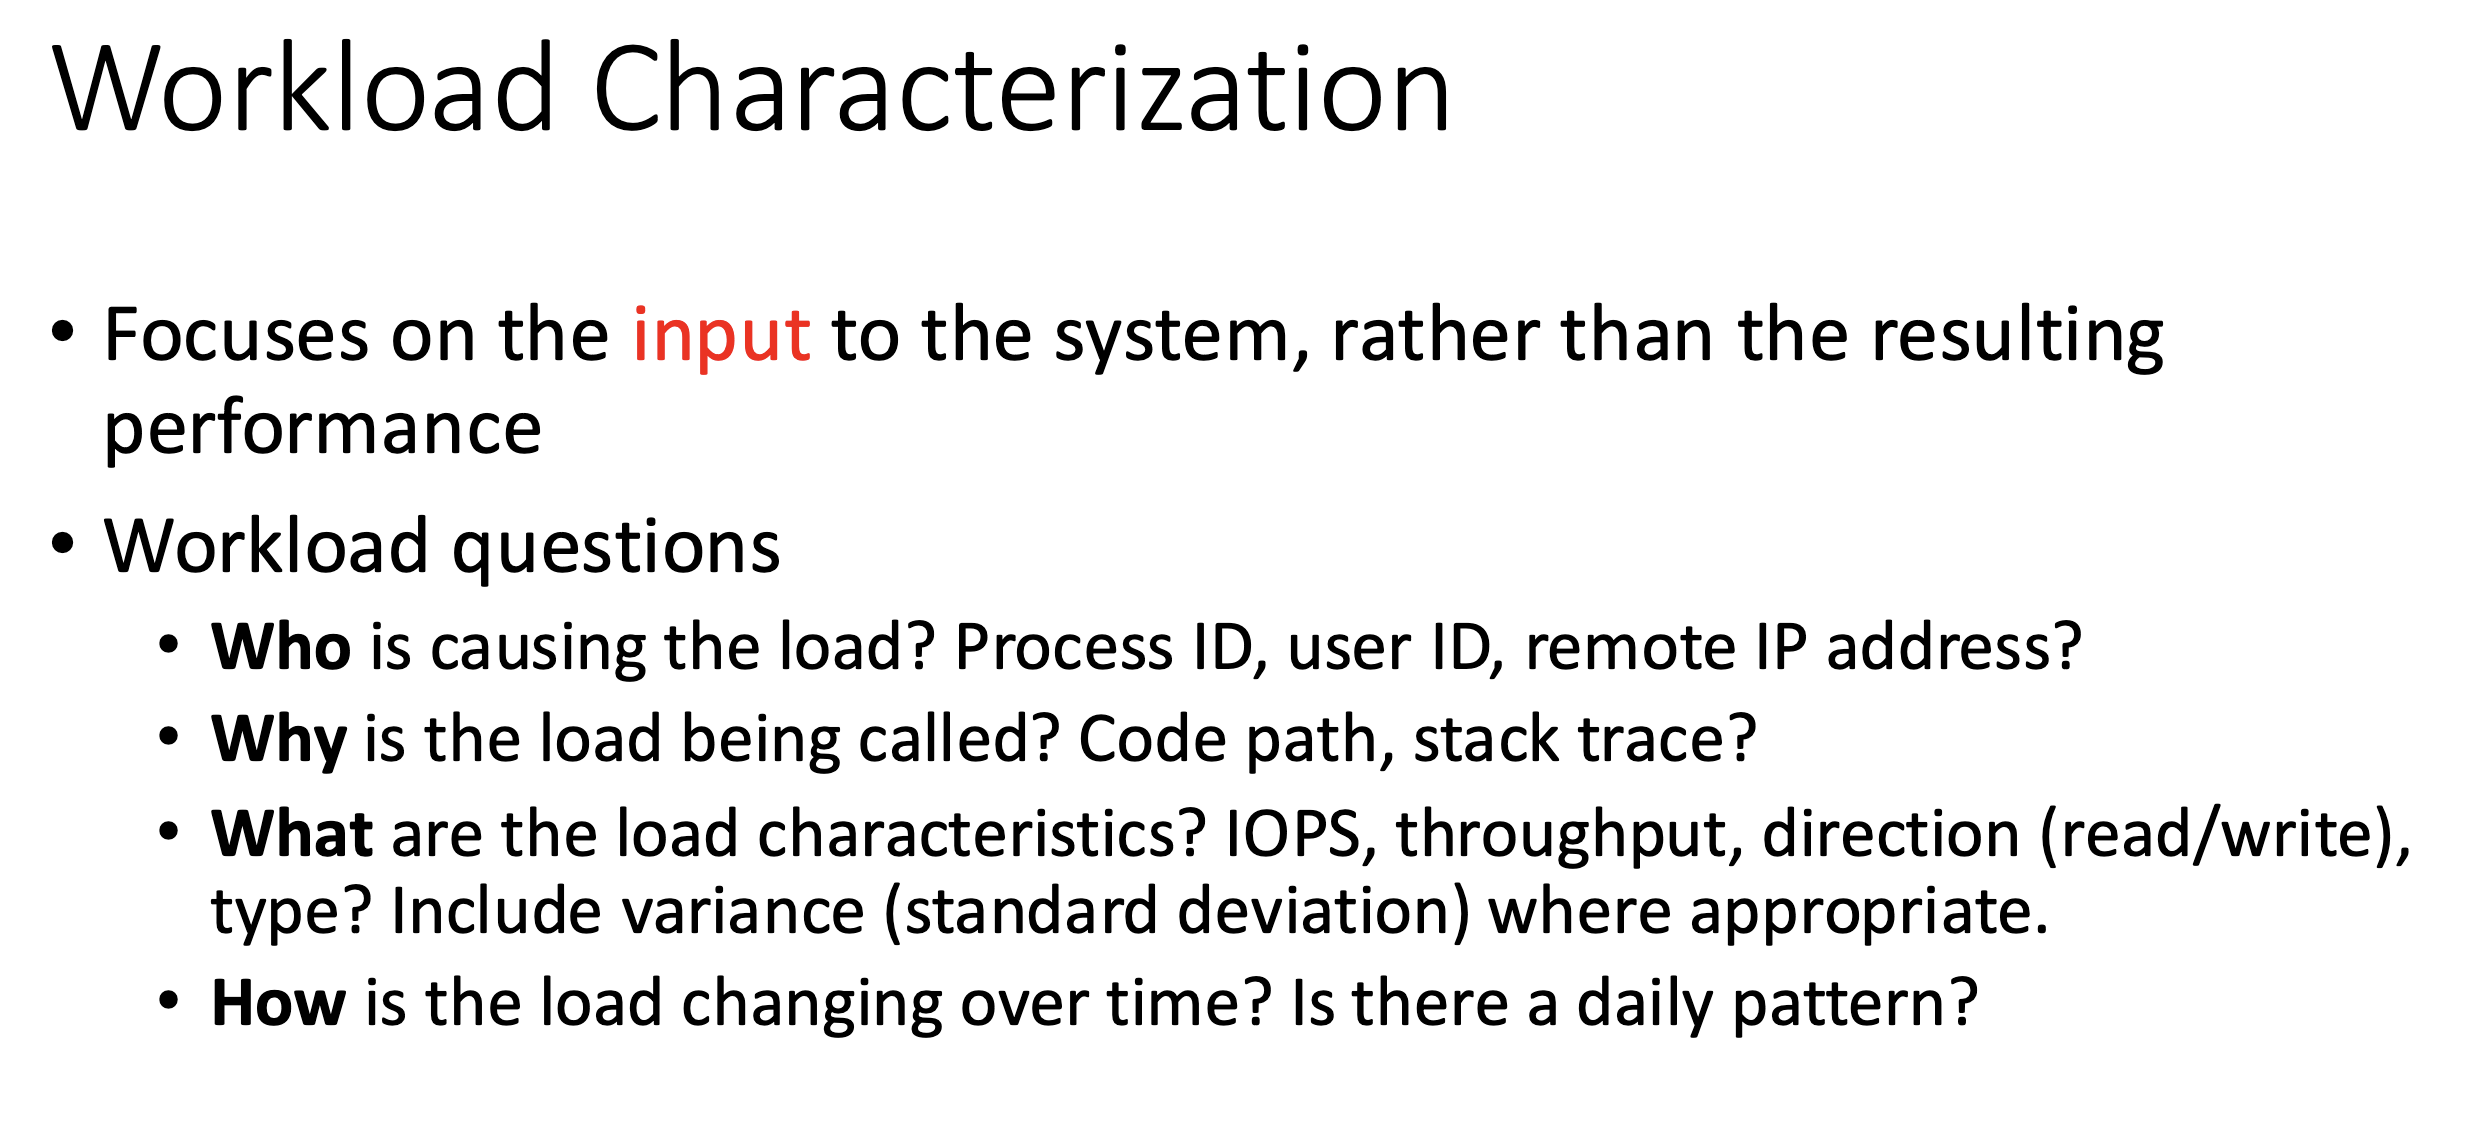 Workload Characterization
• Focuses on the input to the system, rather than the resulting
performance
• Workload questions
• Who is causing the load? Process ID, user ID, remote IP address?
• Why is the load being called? Code path, stack trace?
• What are the load characteristics? IOPS, throughput, direction (read/write),
type? Include variance (standard deviation) where appropriate.
• How is the load changing over time? Is there a daily pattern?